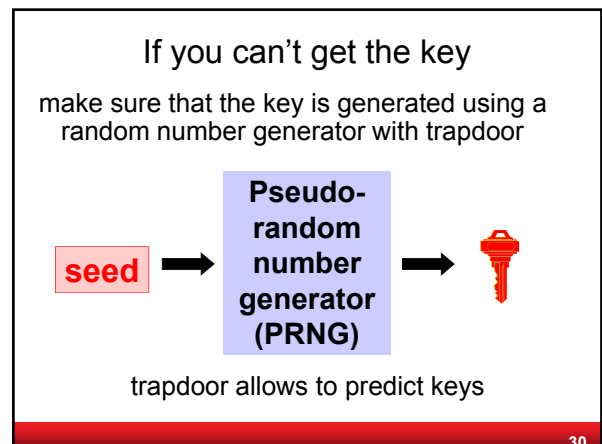 If you can’t get the key
make sure that the key is generated using a
random number generator with trapdoor
seed
Pseudo-
random
number
generator
(PRNG)
trapdoor allows to predict keys
30